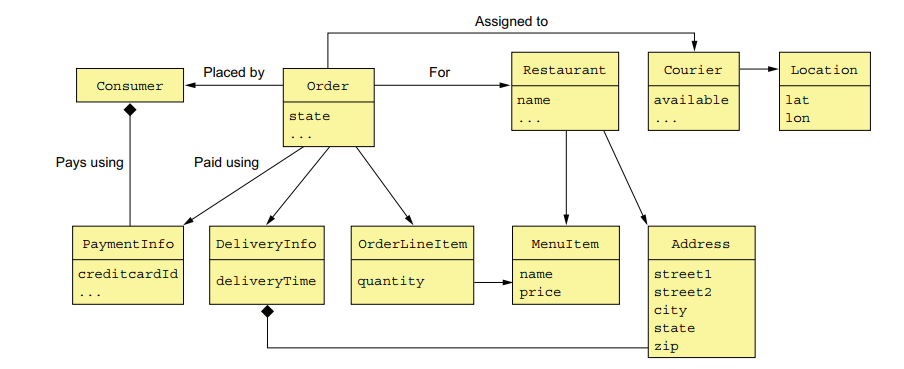 Assigned to
Consumer
Placed by
Order
state
...
For
Restaurant
name
...
Courier
available
...
Location
lat
lon
Pays using
Paid using
PaymentInfo
creditcardId
...
DeliveryInfo
deliveryTime
OrderLineItem
quantity
MenuItem
name
price
Address
street1
street2
city
state
zip